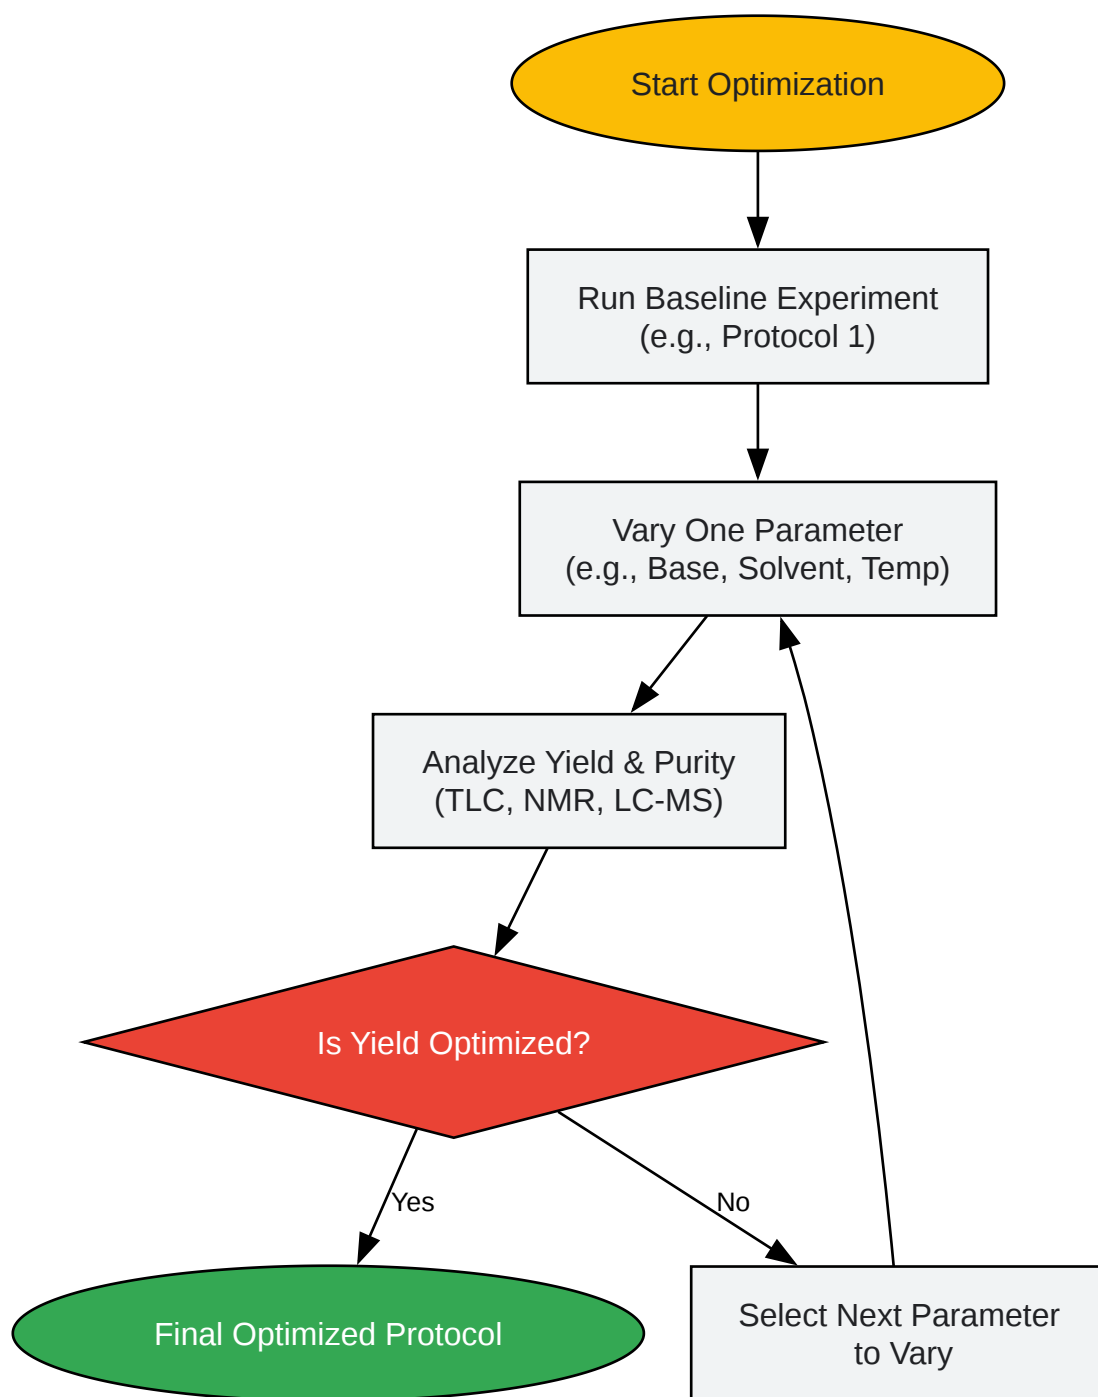 Start Optimization
Run Baseline Experiment
(e.g., Protocol 1)
Vary One Parameter
(e.g., Base, Solvent, Temp)
Analyze Yield & Purity
(TLC, NMR, LC-MS)
Is Yield Optimized?
Yes
No
Final Optimized Protocol
Select Next Parameter
to Vary